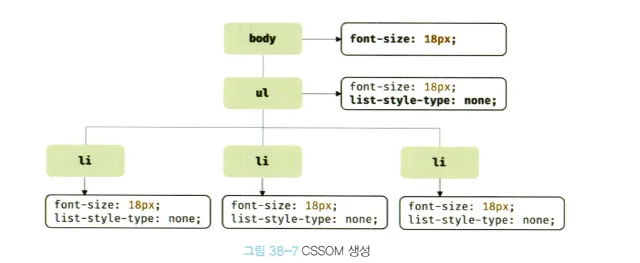 body
font-size: 18px;
ul
font-size: 18px;
list-style-type: none;
li
li
li
font-size: 18px;
list-style-type: none;
font-size: 18px;
list-style-type: none;
font-size: 18px;
list-style-type: none;
그림 38-7 CSSOM 생성